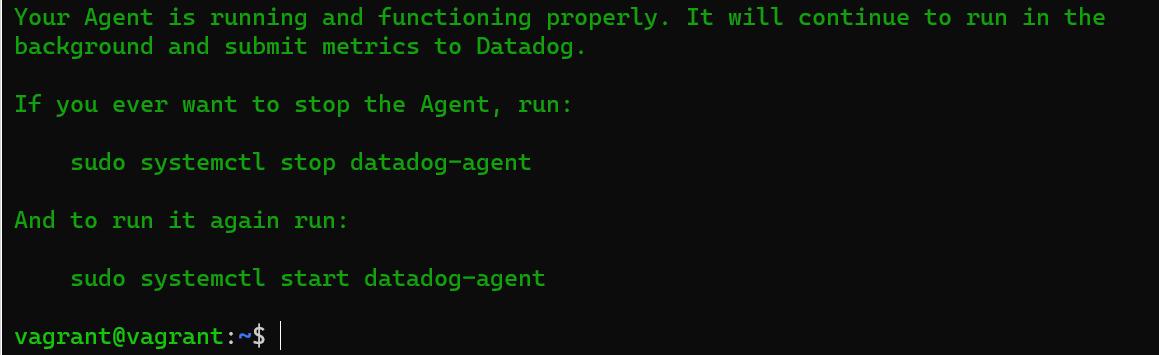 Your Agent is running and functioning properly. It will continue to run in the
background and submit metrics to Datadog.
If you ever want to stop the Agent, run:
sudo systemctl stop datadog-agent
And to run it again run:
sudo systemctl start datadog-agent
vagrant@vagrant:~$